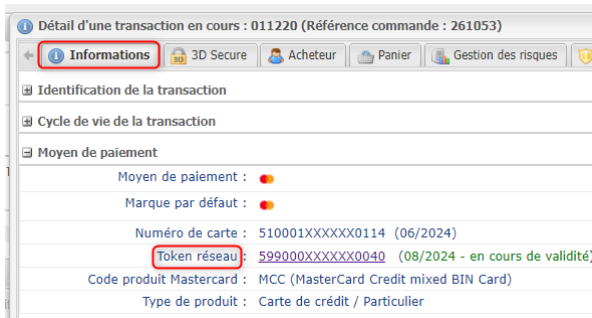 Détail d'une transaction en cours : 011220 (Référence commande : 261053)
Informations 3D Secure Acheteur Panier Gestion des risques
Identification de la transaction
Cycle de vie de la transaction
Moyen de paiement
Moyen de paiement :
Marque par défaut :
Numéro de carte : 510001XXXXXX0114 (06/2024)
Token réseau : 599000XXXXXX0040 (08/2024 - en cours de validité)
Code produit Mastercard : MCC (MasterCard Credit mixed BIN Card)
Type de produit : Carte de crédit / Particulier